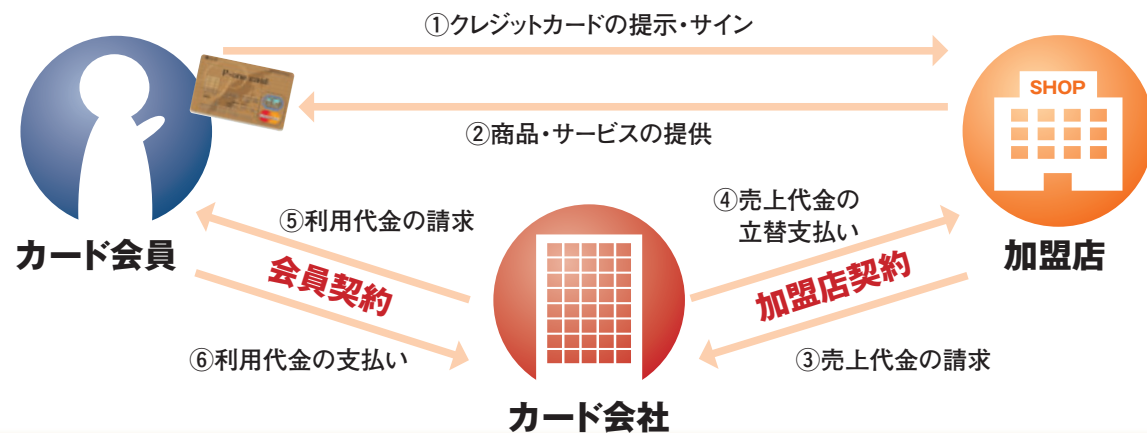 ①クレジットカードの提示・サイン
SHOP
②商品・サービスの提供
④売上代金の
立替支払い
⑤利用代金の請求
カード会員
加盟店
会員契約
加盟店契約
⑥利用代金の支払い
③売上代金の請求
カード会社